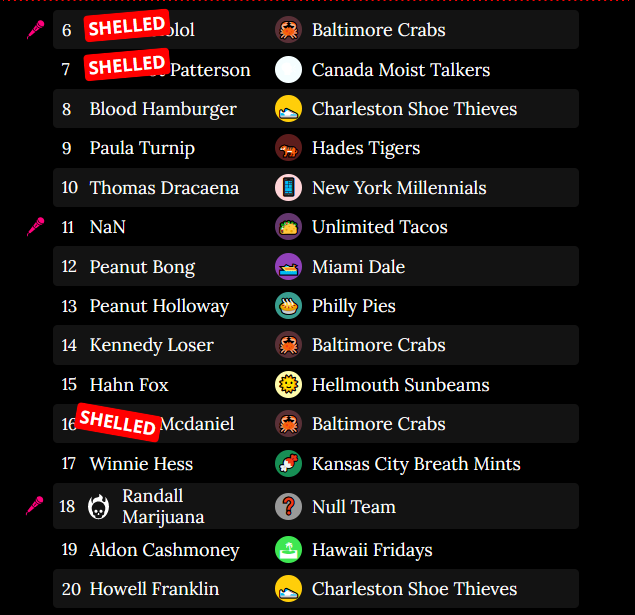 6 SHELLED lol Baltimore Crabs
7 SHELLED Patterson Canada Moist Talkers
8 Blood Hamburger Charleston Shoe Thieves
9 Paula Turnip Hades Tigers
10 Thomas Dracaena New York Millennials
11 NaN Unlimited Tacos
12 Peanut Bong Miami Dale
13 Peanut Holloway Philly Pies
14 Kennedy Loser Baltimore Crabs
15 Hahn Fox Hellmouth Sunbeams
16 SHELLED Mcdaniel Baltimore Crabs
17 Winnie Hess Kansas City Breath Mints
18 Randall Null Team
Marijuana
19 Aldon Cashmoney Hawaii Fridays
20 Howell Franklin Charleston Shoe Thieves